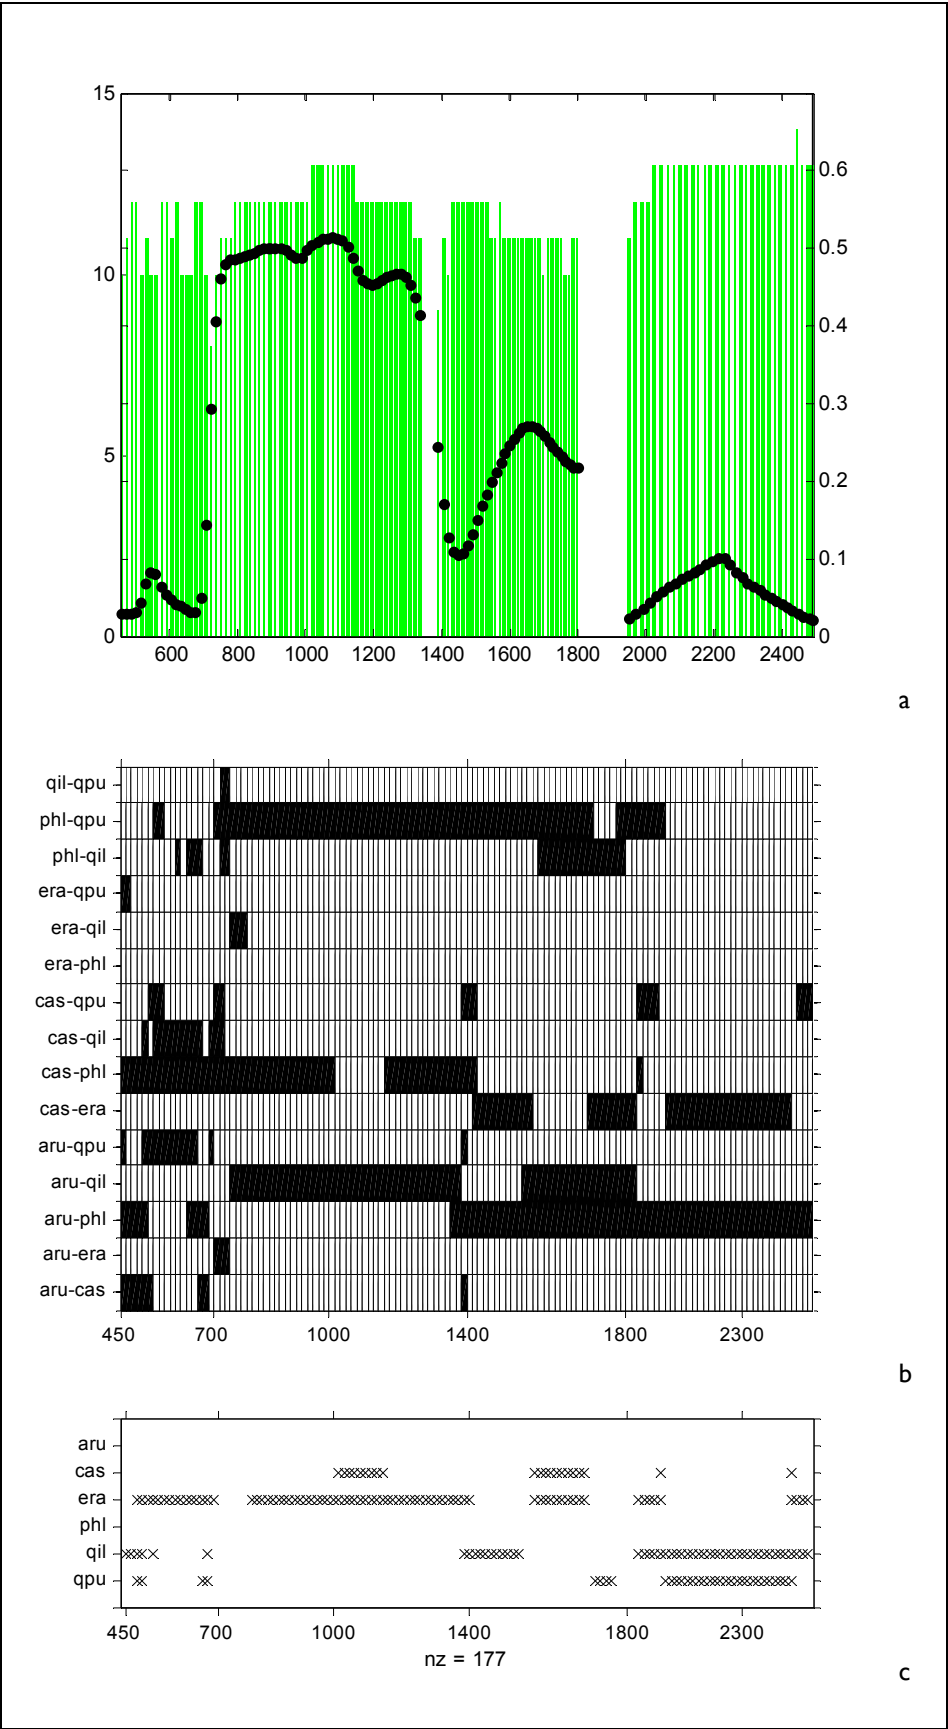 15
0.6
0.5
10
0.4
0.3
5
0.2
0.1
0 0
600 800 1000 1200 1400 1600 1800 2000 2200 2400
a
qil-qpu
phl-qpu
phl-qil
era-qpu
era-qil
era-phl
cas-qpu
cas-qil
cas-phl
cas-era
aru-qpu
aru-qil
aru-phl
aru-era
aru-cas
450 700 1000 1400 1800 2300
b
aru
cas
era
phl
qil
qpu
450 700 1000 1400 1800 2300
nz = 177
c